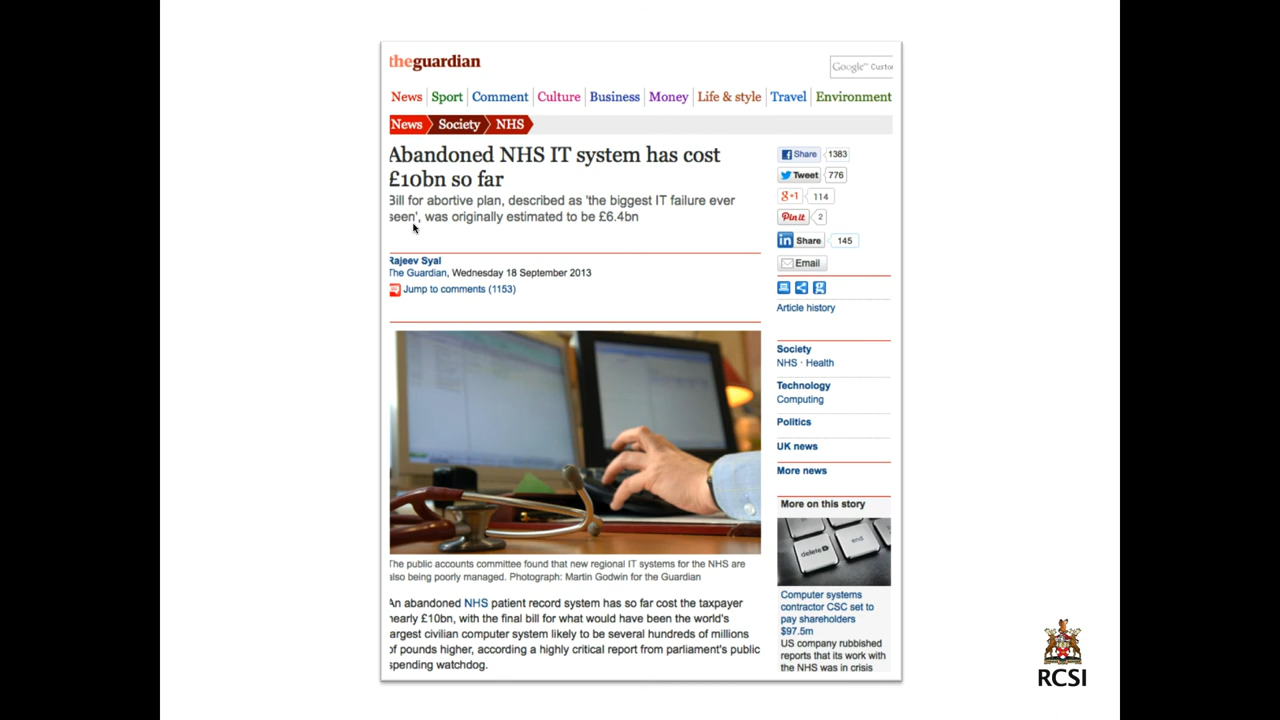 theguardian
Google™ Custo
News Sport Comment Culture Business Money Life & style Travel Environment
News Society NHS
Abandoned NHS IT system has cost
£10bn so far
Bill for abortive plan, described as 'the biggest IT failure ever
seen', was originally estimated to be £6.4bn
Rajeev Syal
The Guardian, Wednesday 18 September 2013
Jump to comments (1153)
Share 1383
Tweet 776
g+1 114
Pin it 2
in Share 145
Email
Article history
Society
NHS · Health
Technology
Computing
Politics
UK news
More news
More on this story
delete
end
Computer systems
contractor CSC set to
pay shareholders
$97.5m
US company rubbished
reports that its work with
the NHS was in crisis
The public accounts committee found that new regional IT systems for the NHS are
also being poorly managed. Photograph: Martin Godwin for the Guardian
An abandoned NHS patient record system has so far cost the taxpayer
nearly £10bn, with the final bill for what would have been the world's
largest civilian computer system likely to be several hundreds of millions
of pounds higher, according a highly critical report from parliament's public
spending watchdog.
RCSI